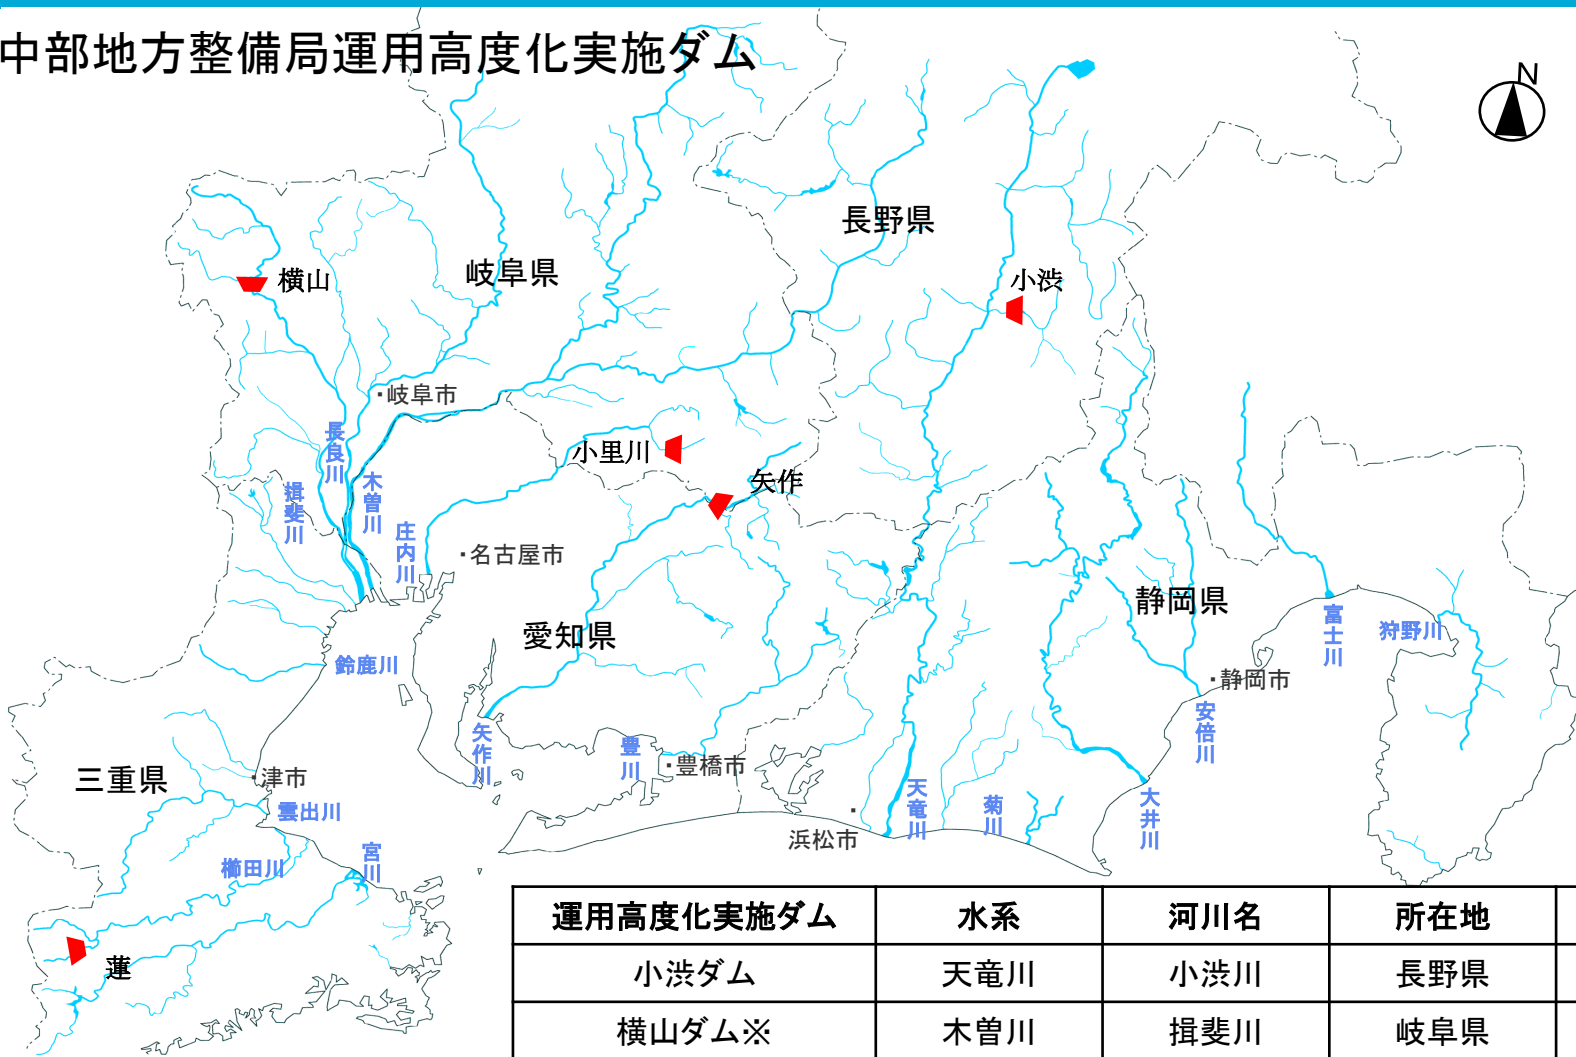 中部地方整備局運用高度化実施ダム
N
長野県
岐阜県
横山
小渋
・岐阜市
長良川
小里川
矢作
揖斐川
木曽川
庄内川
・名古屋市
静岡県
愛知県
富士川
狩野川
鈴鹿川
・静岡市
安倍川
矢作川
豊川
・豊橋市
三重県
・津市
天竜川
菊川
大井川
雲出川
浜松市
宮川
櫛田川
蓮
運用高度化実施ダム 水系 河川名 所在地
小渋ダム 天竜川 小渋川 長野県
横山ダム※ 木曽川 揖斐川 岐阜県